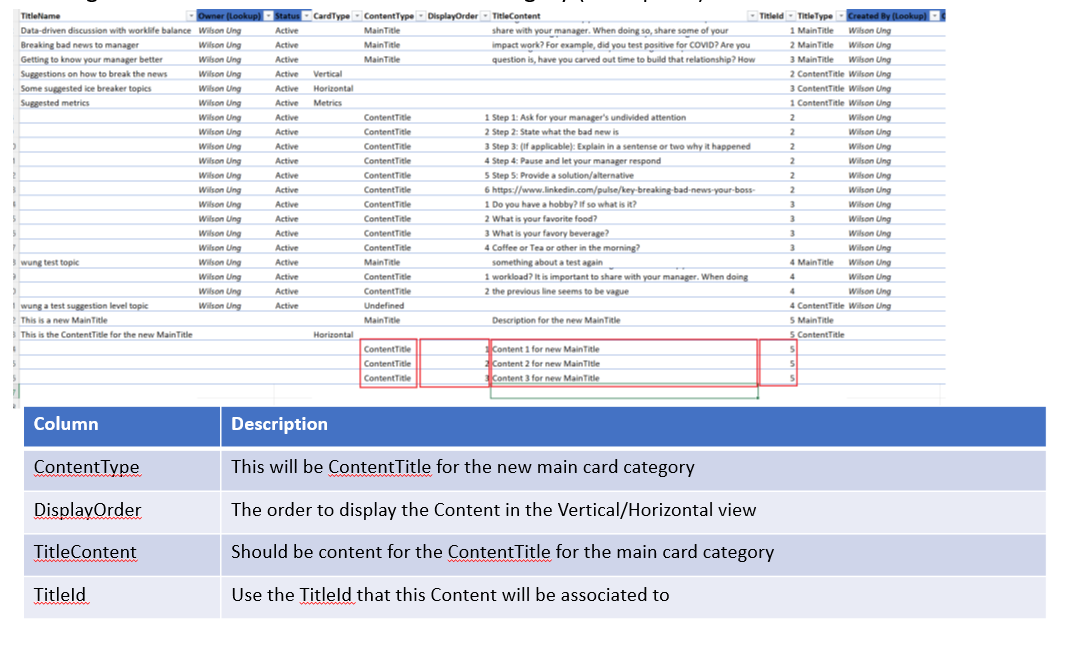 TitleName Owner (Lookup) Status CardType ContentType DisplayOrder TitleContent TitleId TitleType Created By (Lookup)
Data-driven discussion with worklife balance Wilson Ung Active MainTitle share with your manager. When doing so, share some of your 1 MainTitle Wilson Ung
Breaking bad news to manager Wilson Ung Active MainTitle impact work? For example, did you test positive for COVID? Are you 2 MainTitle Wilson Ung
Getting to know your manager better Wilson Ung Active MainTitle question is, have you carved out time to build that relationship? How 3 MainTitle Wilson Ung
Suggestions on how to break the news Wilson Ung Active Vertical 2 ContentTitle Wilson Ung
Some suggested ice breaker topics Wilson Ung Active Horizontal 3 ContentTitle Wilson Ung
Suggested metrics Wilson Ung Active Metrics 1 ContentTitle Wilson Ung
Wilson Ung Active ContentTitle 1 Step 1: Ask for your manager's undivided attention 2 Wilson Ung
Wilson Ung Active ContentTitle 2 Step 2: State what the bad new is 2 Wilson Ung
Wilson Ung Active ContentTitle 3 Step 3: (If applicable): Explain in a sentence or two why it happened 2 Wilson Ung
Wilson Ung Active ContentTitle 4 Step 4: Pause and let your manager respond 2 Wilson Ung
Wilson Ung Active ContentTitle 5 Step 5: Provide a solution/alternative 2 Wilson Ung
Wilson Ung Active ContentTitle 6 https://www.linkedin.com/pulse/key-breaking-bad-news-your-boss- 2 Wilson Ung
Wilson Ung Active ContentTitle 1 Do you have a hobby? If so what is it? 3 Wilson Ung
Wilson Ung Active ContentTitle 2 What is your favorite food? 3 Wilson Ung
Wilson Ung Active ContentTitle 3 What is your favory beverage? 3 Wilson Ung
Wilson Ung Active ContentTitle 4 Coffee or Tea or other in the morning? 3 Wilson Ung
wung test topic Wilson Ung Active MainTitle something about a test again 4 MainTitle Wilson Ung
Wilson Ung Active ContentTitle 1 workload? It is important to share with your manager. When doing 4 Wilson Ung
Wilson Ung Active ContentTitle 2 the previous line seems to be vague 4 Wilson Ung
wung a test suggestion level topic Wilson Ung Active Undefined 4 ContentTitle Wilson Ung
This is a new MainTitle MainTitle Description for the new MainTitle 5 MainTitle
This is the ContentTitle for the new MainTitle Horizontal 5 ContentTitle
ContentTitle 1 Content 1 for new MainTitle 5
ContentTitle 2 Content 2 for new MainTitle 5
ContentTitle 3 Content 3 for new MainTitle 5
Column Description
ContentType This will be ContentTitle for the new main card category
DisplayOrder The order to display the Content in the Vertical/Horizontal view
TitleContent Should be content for the ContentTitle for the main card category
TitleId Use the TitleId that this Content will be associated to